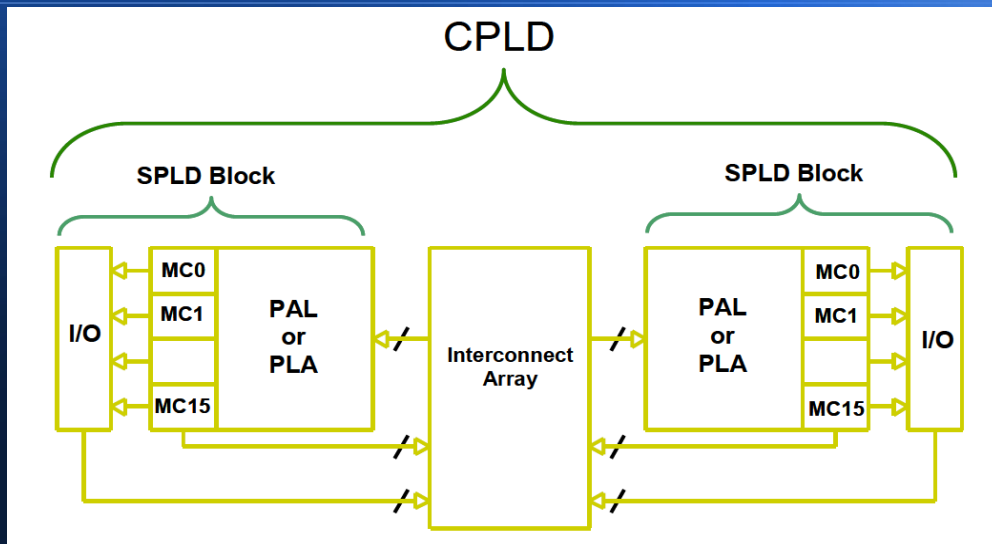 CPLD
SPLD Block
SPLD Block
I/O
MC0
MC1
MC15
PAL
or
PLA
Interconnect
Array
PAL
or
PLA
MC0
MC1
MC15
I/O